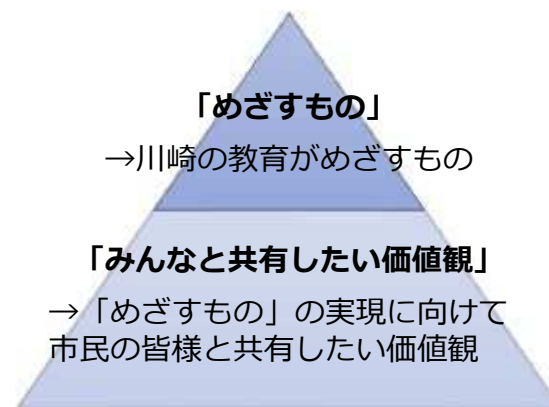 「めざすもの」
→川崎の教育がめざすもの
「みんなと共有したい価値観」
→「めざすもの」の実現に向けて
市民の皆様と共有したい価値観